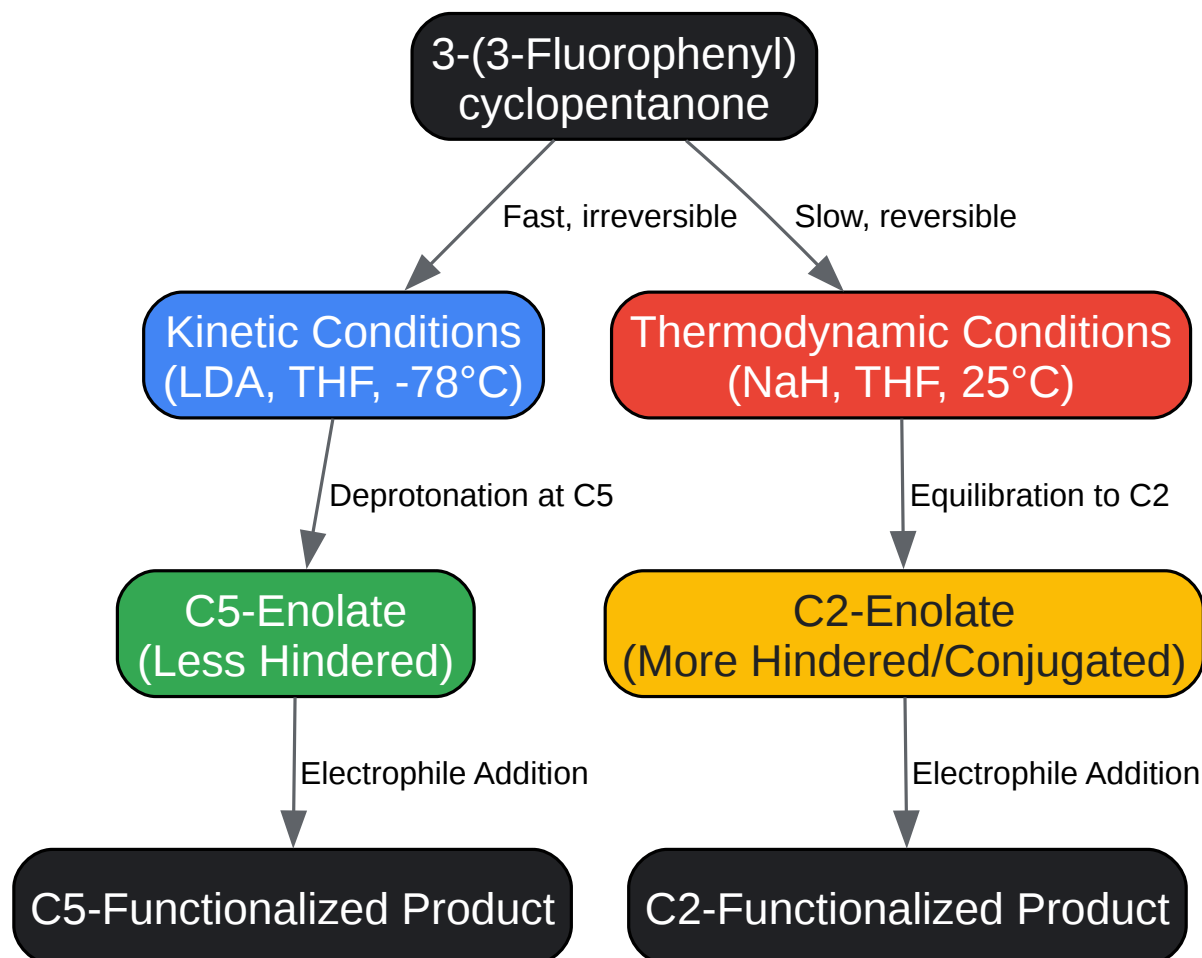 3-(3-Fluorophenyl)
cyclopentanone
Fast, irreversible
Slow, reversible
Kinetic Conditions
(LDA, THF, -78°C)
Thermodynamic Conditions
(NaH, THF, 25°C)
Deprotonation at C5
Equilibration to C2
C5-Enolate
(Less Hindered)
C2-Enolate
(More Hindered/Conjugated)
Electrophile Addition
Electrophile Addition
C5-Functionalized Product
C2-Functionalized Product